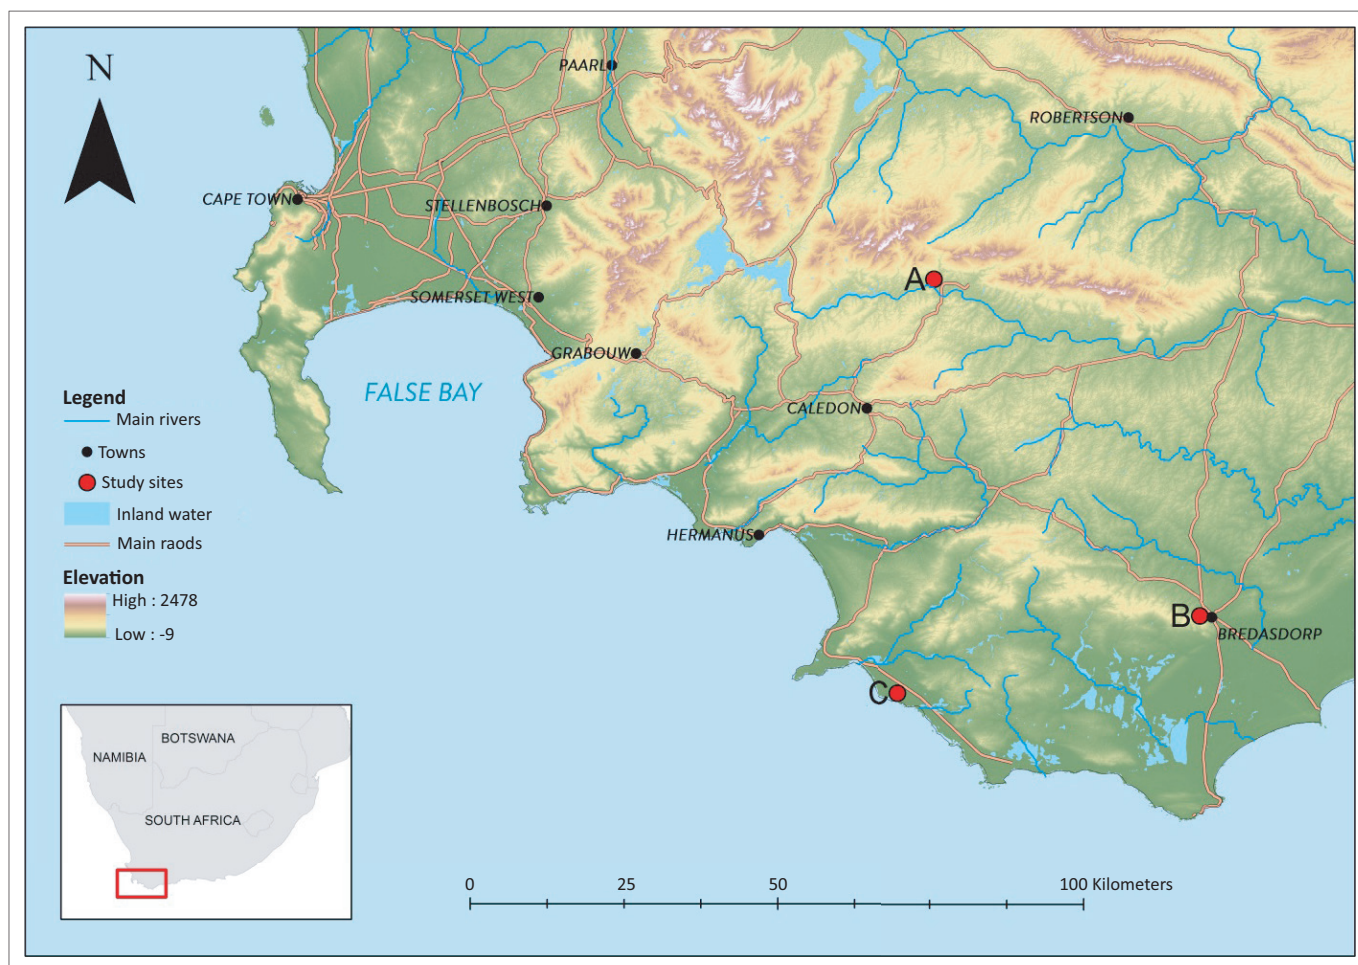 N
PAARL
ROBERTSON
CAPE TOWN
STELLENBOSCH
A
SOMERSET WEST
GRABOUW
FALSE BAY
CALEDON
Legend
Main rivers
Towns
Study sites
Inland water
Main raods
HERMANUS
Elevation
High : 2478
Low : -9
B
BREDASDORP
C
BOTSWANA
NAMIBIA
SOUTH AFRICA
0 25 50 100 Kilometers